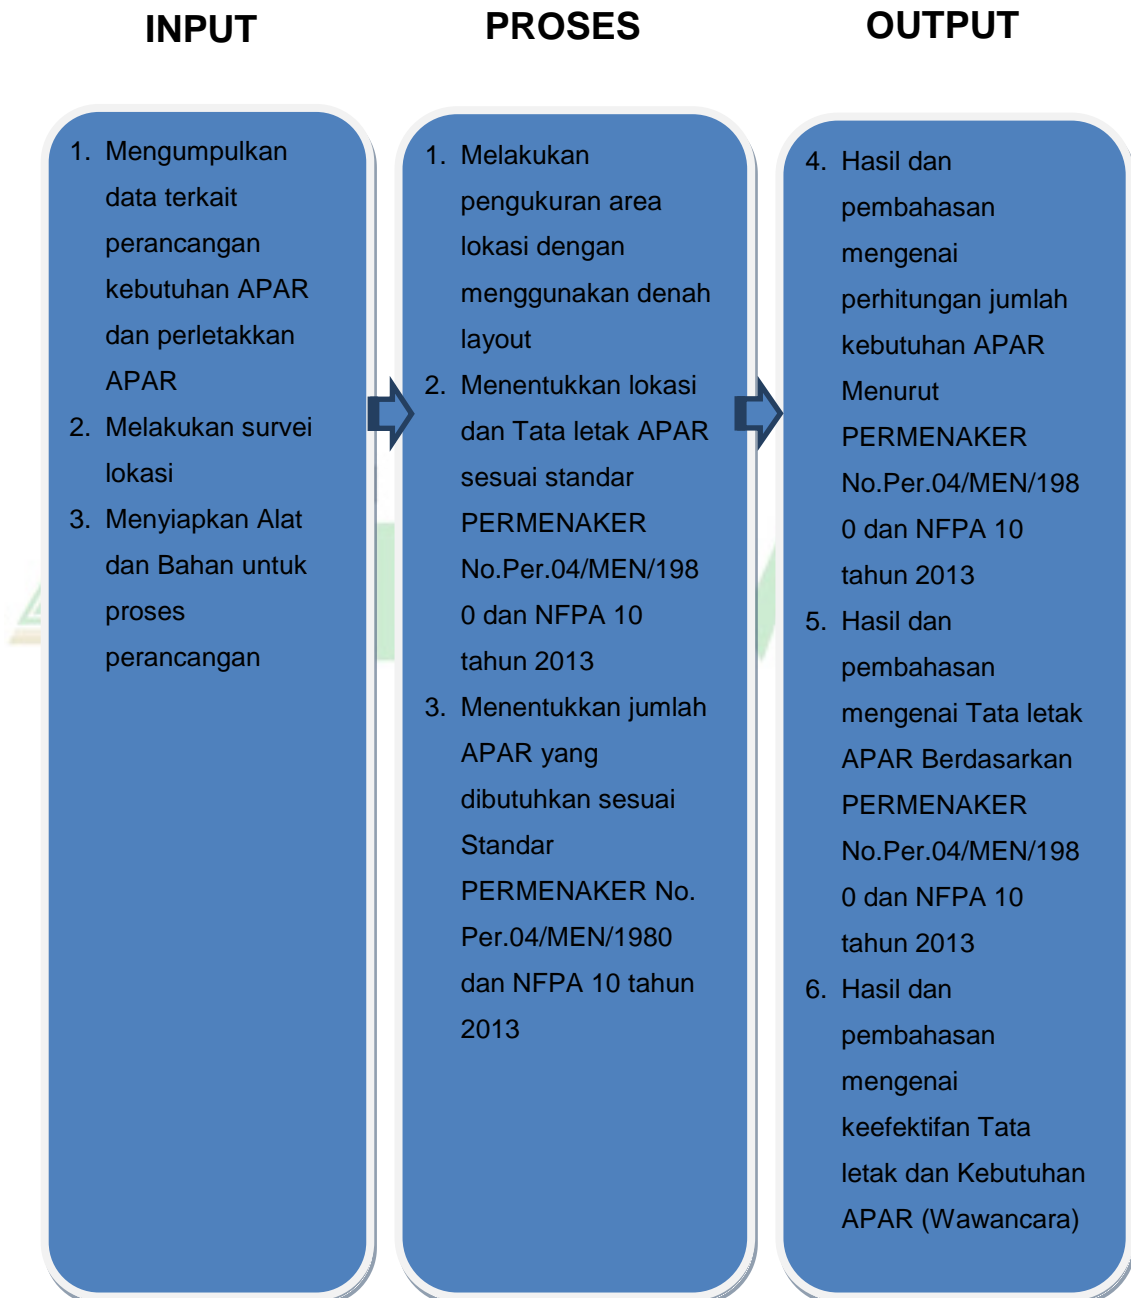 INPUT
PROSES
OUTPUT
1. Mengumpulkan
data terkait
perancangan
kebutuhan APAR
dan perletakkan
APAR
2. Melakukan survei
lokasi
3. Menyiapkan Alat
dan Bahan untuk
proses
perancangan
1. Melakukan
pengukuran area
lokasi dengan
menggunakan denah
layout
2. Menentukkan lokasi
dan Tata letak APAR
sesuai standar
PERMENAKER
No.Per.04/MEN/198
0 dan NFPA 10
tahun 2013
3. Menentukkan jumlah
APAR yang
dibutuhkan sesuai
Standar
PERMENAKER No.
Per.04/MEN/1980
dan NFPA 10 tahun
2013
4. Hasil dan
pembahasan
mengenai
perhitungan jumlah
kebutuhan APAR
Menurut
PERMENAKER
No.Per.04/MEN/198
0 dan NFPA 10
tahun 2013
5. Hasil dan
pembahasan
mengenai Tata letak
APAR Berdasarkan
PERMENAKER
No.Per.04/MEN/198
0 dan NFPA 10
tahun 2013
6. Hasil dan
pembahasan
mengenai
keefektifan Tata
letak dan Kebutuhan
APAR (Wawancara)